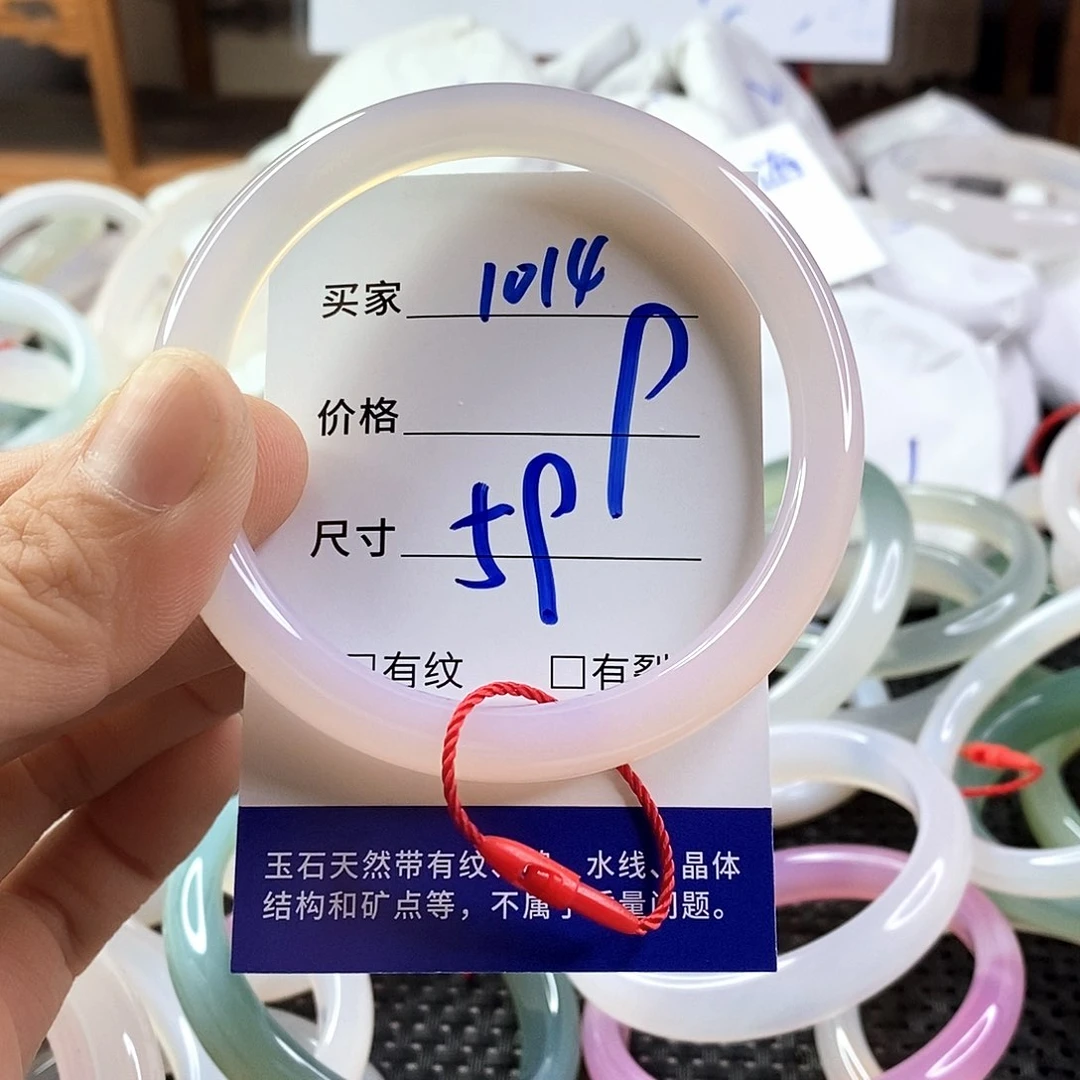 买家 1014
价格
尺寸
有纹 □有裂
玉石天然带有纹、 、水线、晶体
结构和矿点等，不属于质量问题。